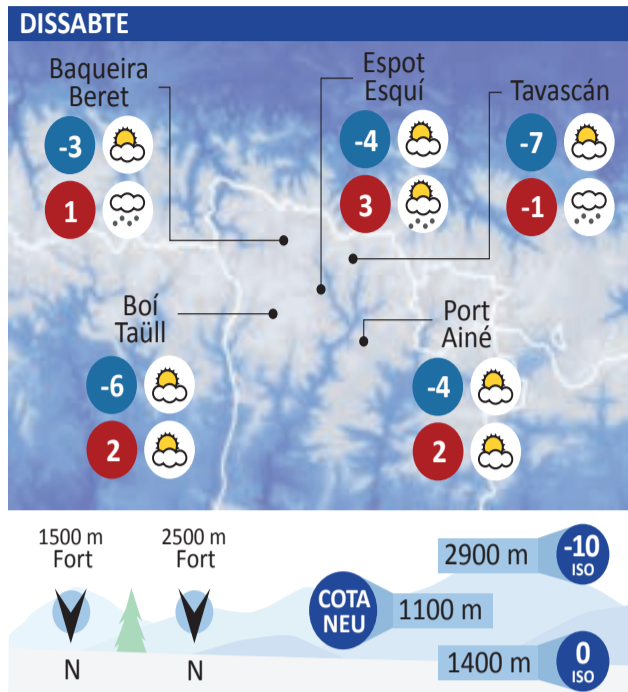 DISSABTE
Baqueira
Beret
-3
1
Espot
Esquí
-4
3
Tavascán
-7
-1
Boí
Taüll
-6
2
Port
Ainé
-4
2
1500 m
Fort
N
2500 m
Fort
N
COTA
NEU
1100 m
2900 m
-10
ISO
1400 m
0
ISO